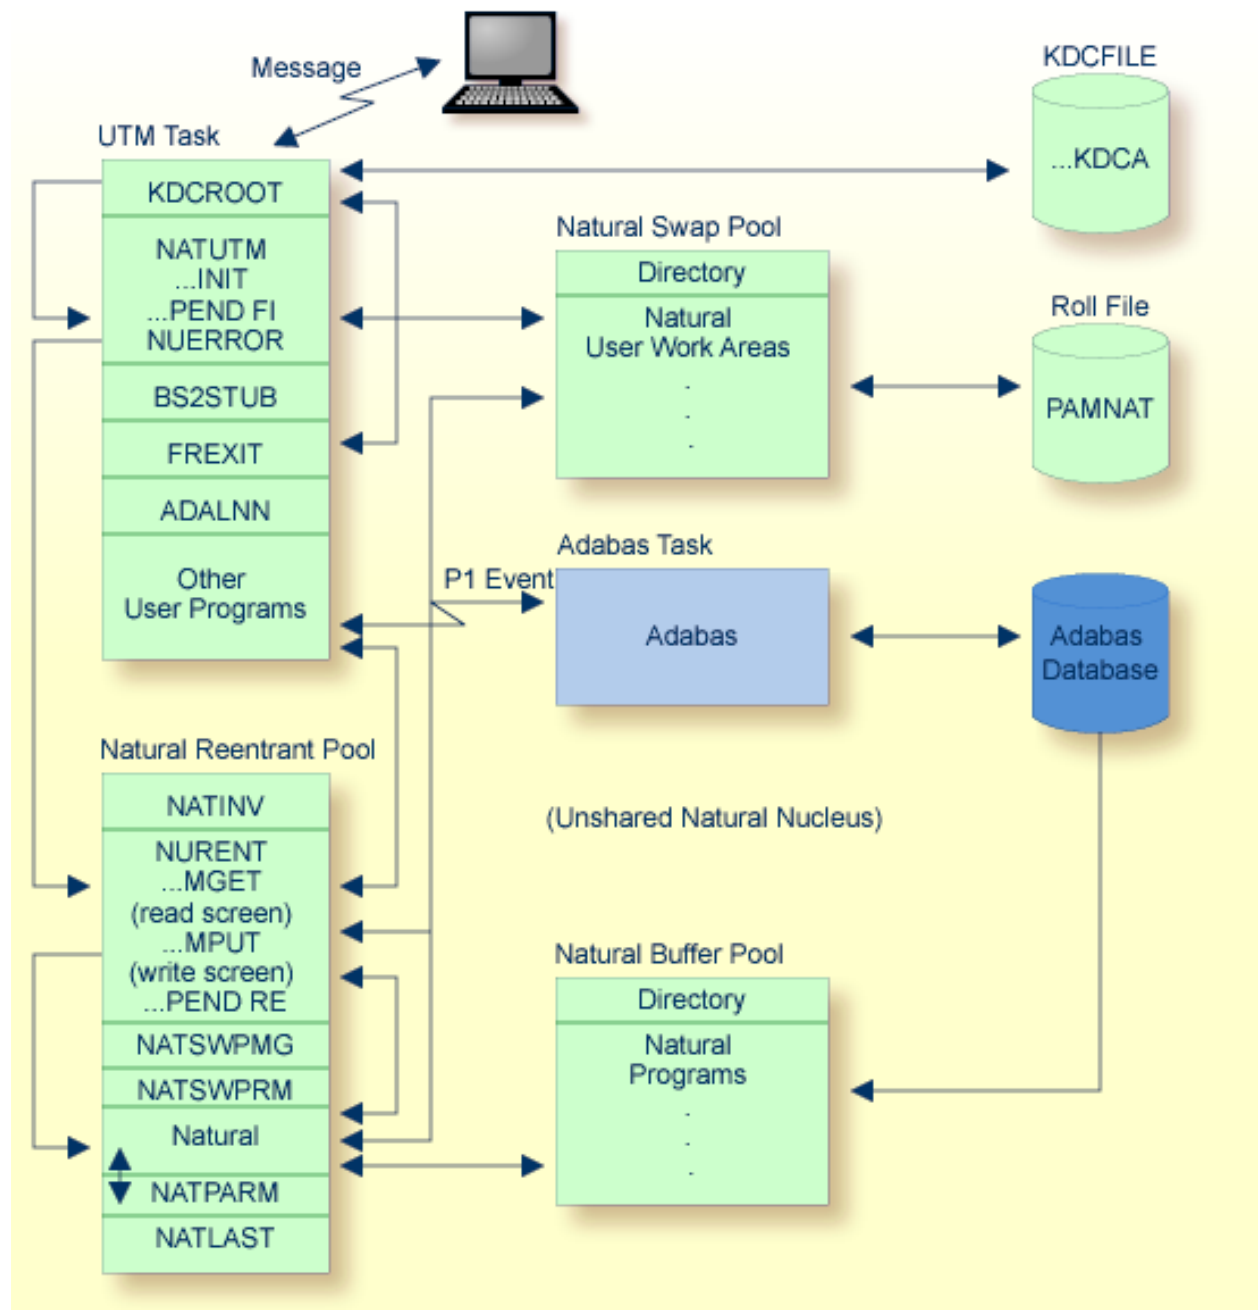 Message
KDCFILE
...KDCA
UTM Task
KDCROOT
NATUTM
...INIT
...PEND FI
NUERROR
BS2STUB
FREXIT
ADALNN
Other
User Programs
Natural Swap Pool
Directory
Natural
User Work Areas
.
.
.
Roll File
PAMNAT
P1 Event
Adabas Task
Adabas
Adabas
Database
Natural Reentrant Pool
NATINV
NURENT
...MGET
(read screen)
...MPUT
(write screen)
...PEND RE
NATSWPMG
NATSWPRM
Natural
NATPARM
NATLAST
(Unshared Natural Nucleus)
Natural Buffer Pool
Directory
Natural
Programs
.
.
.